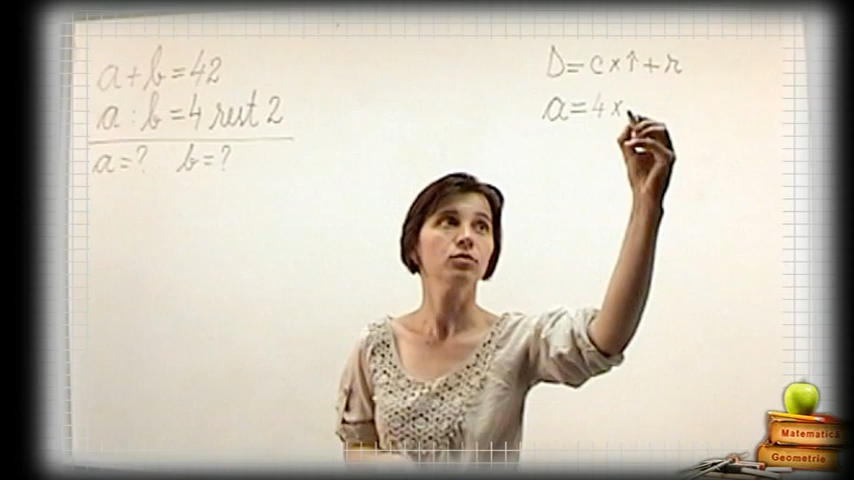 a+b=42
a:b=4 rest 2
a=? b=?
D=c×î+r
a=4×
Matematică
Geometrie